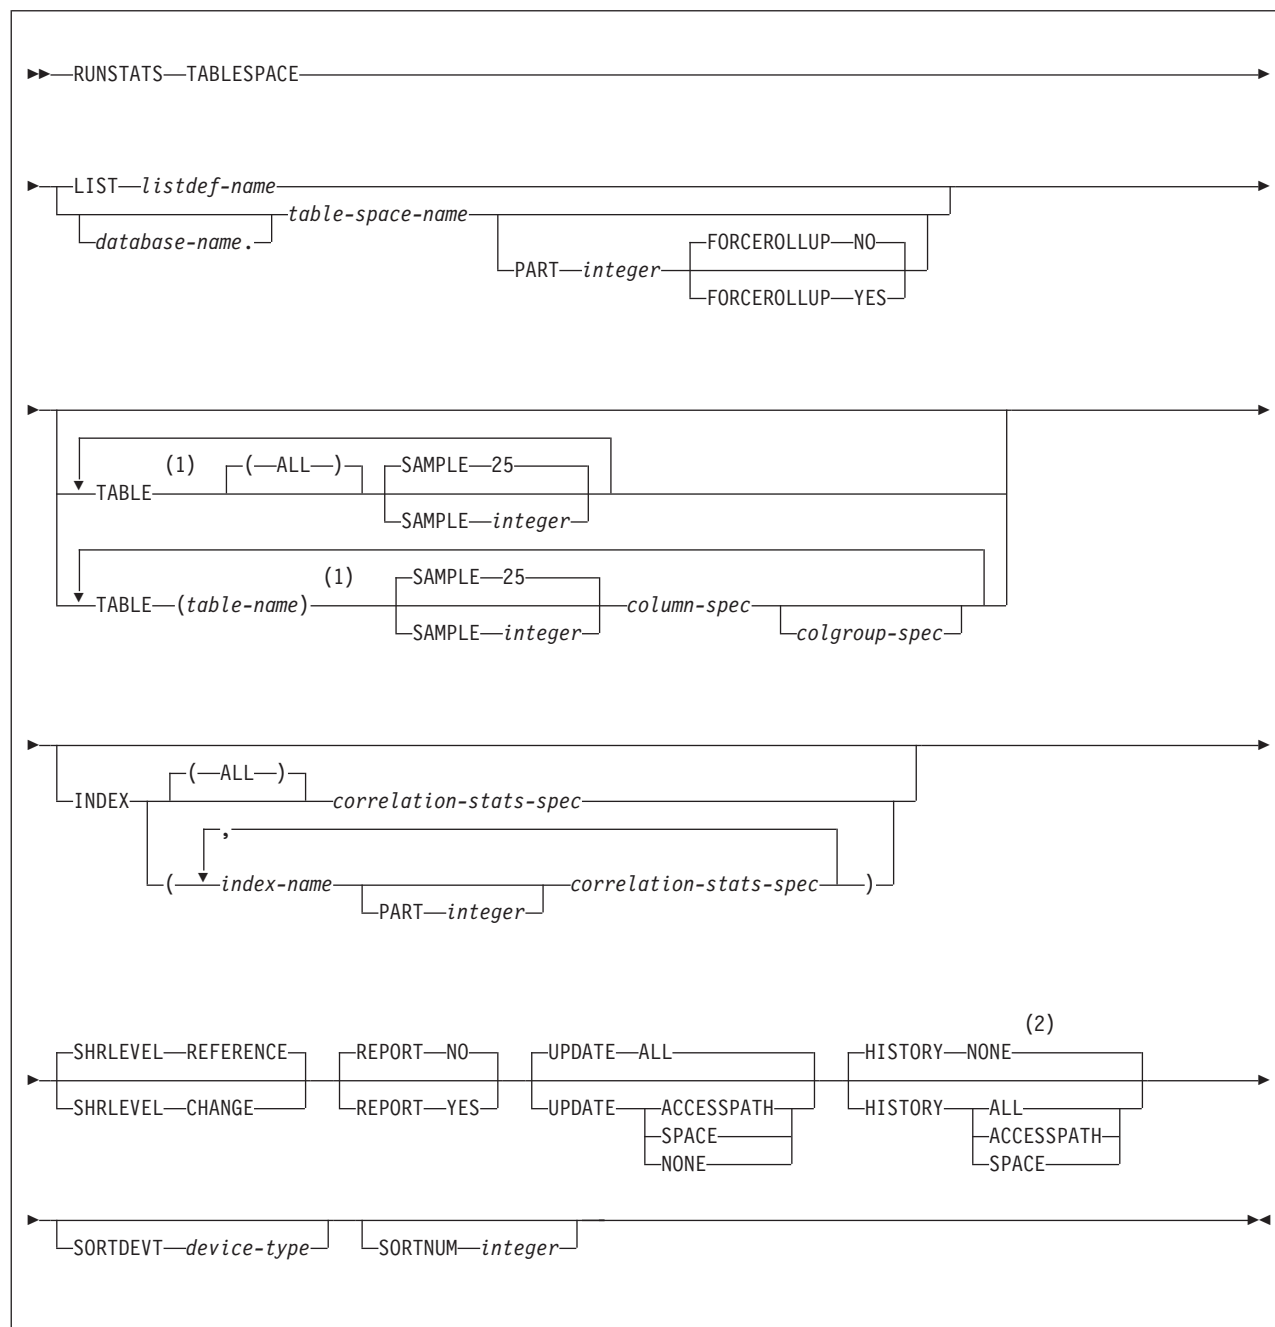 RUNSTATS TABLESPACE
LIST listdef-name
database-name. table-space-name
FORCEROLLUP NO
PART integer
FORCEROLLUP YES
(1) ( ALL ) SAMPLE 25
TABLE
SAMPLE integer
(1) SAMPLE 25
TABLE (table-name) column-spec
SAMPLE integer colgroup-spec
( ALL )
INDEX correlation-stats-spec
,
( index-name correlation-stats-spec )
PART integer
(2)
SHRLEVEL REFERENCE REPORT NO UPDATE ALL HISTORY NONE
SHRLEVEL CHANGE REPORT YES UPDATE ACCESSPATH HISTORY ALL
SPACE ACCESSPATH
NONE SPACE
SORTDEVT device-type SORTNUM integer